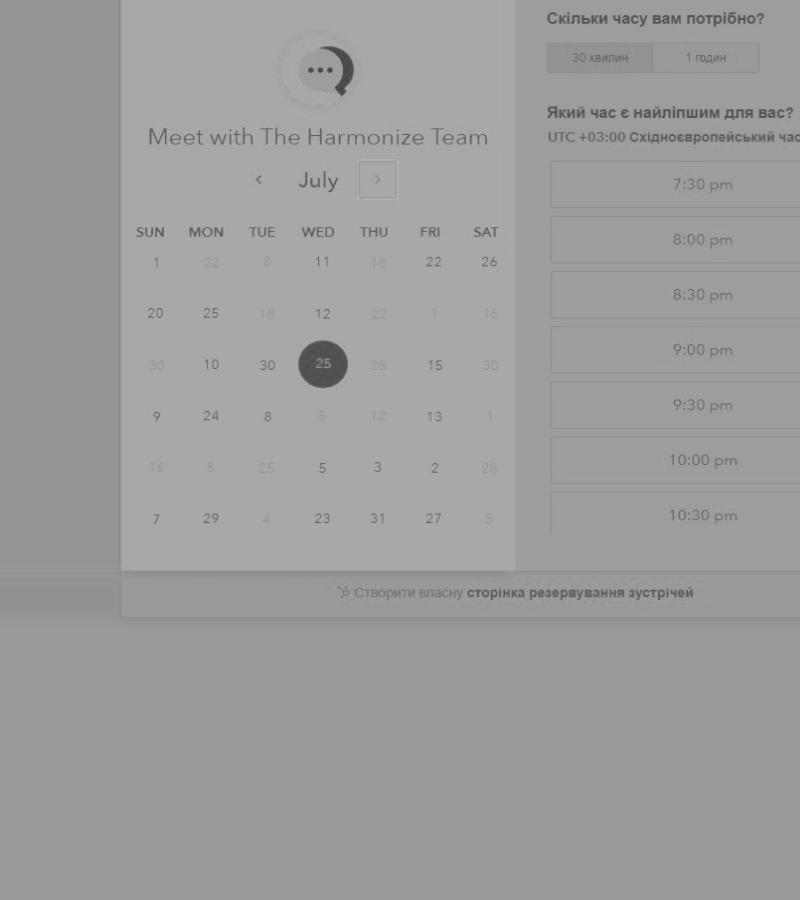 Meet with The Harmonize Team
July
SUN MON TUE WED THU FRI SAT
1 22 8 11 18 22 26
20 25 18 12 22 1 16
30 10 30 25 28 15 30
9 24 8 5 12 13 1
16 5 25 5 3 2 28
7 29 4 23 31 27 5
Скільки часу вам потрібно?
30 хвилин 1 годин
Який час є найліпшим для вас?
UTC +03:00 Східноєвропейський час
7:30 pm
8:00 pm
8:30 pm
9:00 pm
9:30 pm
10:00 pm
10:30 pm
Створити власну сторінка резервування зустрічей